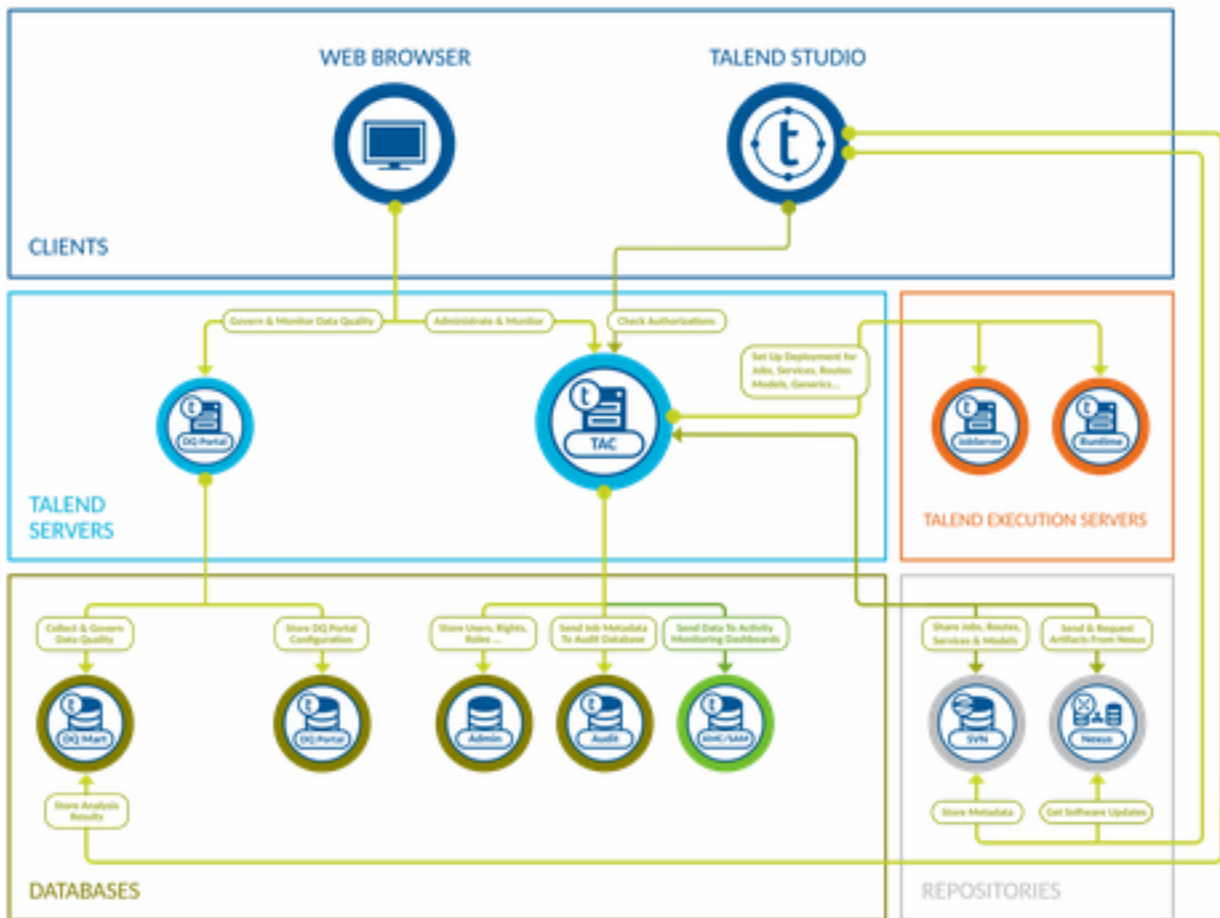 WEB BROWSER
TALEND STUDIO
CLIENTS
Govern & Monitor Data Quality
Administrate & Monitor
Check Authorizations
Set Up Deployment for
Jobs, Services, Routes
Models, Generics...
DQ Portal
TAC
JobServer
Runtime
TALEND
SERVERS
TALEND EXECUTION SERVERS
Collect & Govern
Data Quality
Store DQ Portal
Configuration
Store Users, Rights,
Roles ...
Send Job Metadata
To Audit Database
Send Data To Activity
Monitoring Dashboards
Share Jobs, Routes,
Services & Models
Send & Request
Artifacts From Nexus
DQ Mart
DQ Portal
Admin
Audit
AMC/SAM
SVN
Nexus
Store Analysis
Results
Store Metadata
Get Software Updates
DATABASES
REPOSITORIES